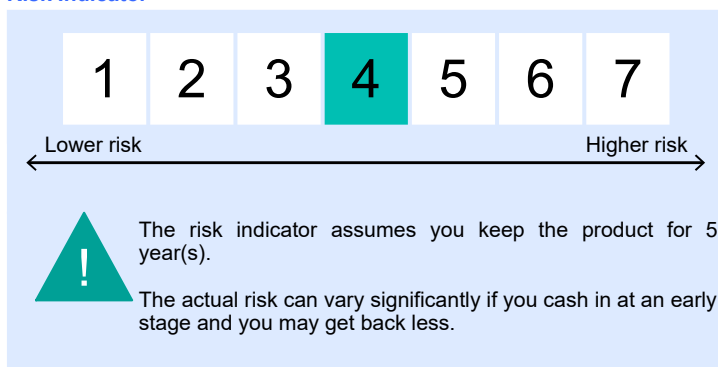 Risk Indicator
1 2 3 4 5 6 7
Lower risk Higher risk
The risk indicator assumes you keep the product for 5
year(s).
The actual risk can vary significantly if you cash in at an early
stage and you may get back less.
!